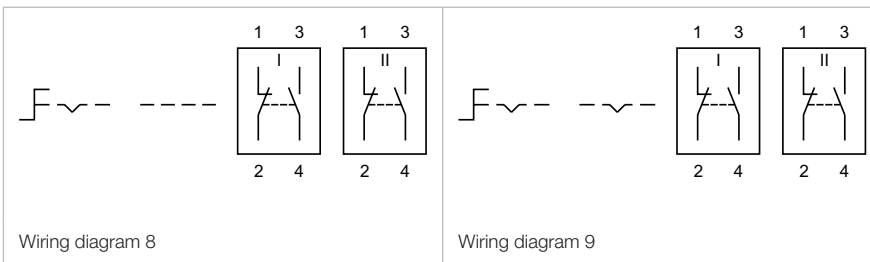 1 3 1 3 1 3 1 3
I II I II
2 4 2 4 2 4 2 4
Wiring diagram 8 Wiring diagram 9